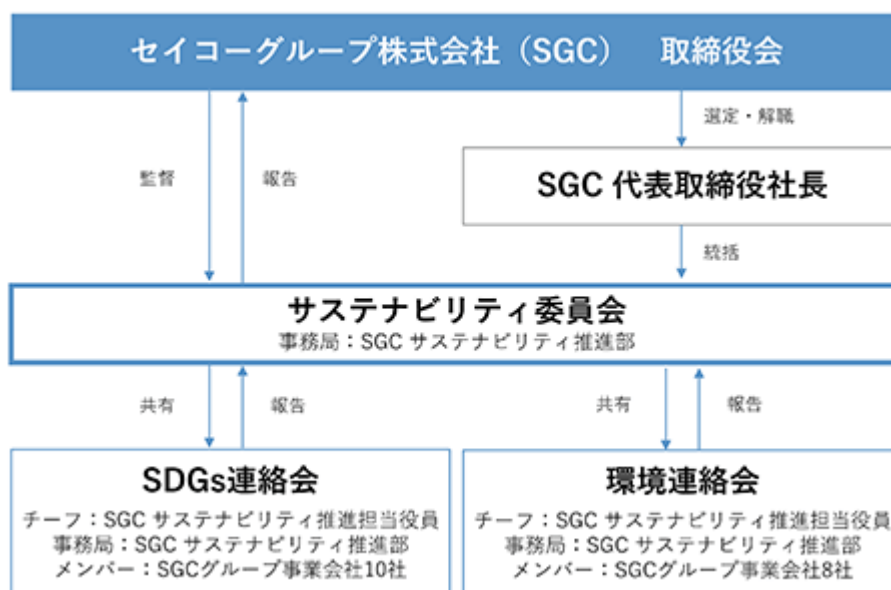 セイコーグループ株式会社（SGC）　取締役会
選定・解職
監督
報告
SGC 代表取締役社長
統括
サステナビリティ委員会
事務局：SGC サステナビリティ推進部
共有
報告
共有
報告
SDGs連絡会
チーフ：SGC サステナビリティ推進担当役員
事務局：SGC サステナビリティ推進部
メンバー：SGCグループ事業会社10社
環境連絡会
チーフ：SGC サステナビリティ推進担当役員
事務局：SGC サステナビリティ推進部
メンバー：SGCグループ事業会社8社